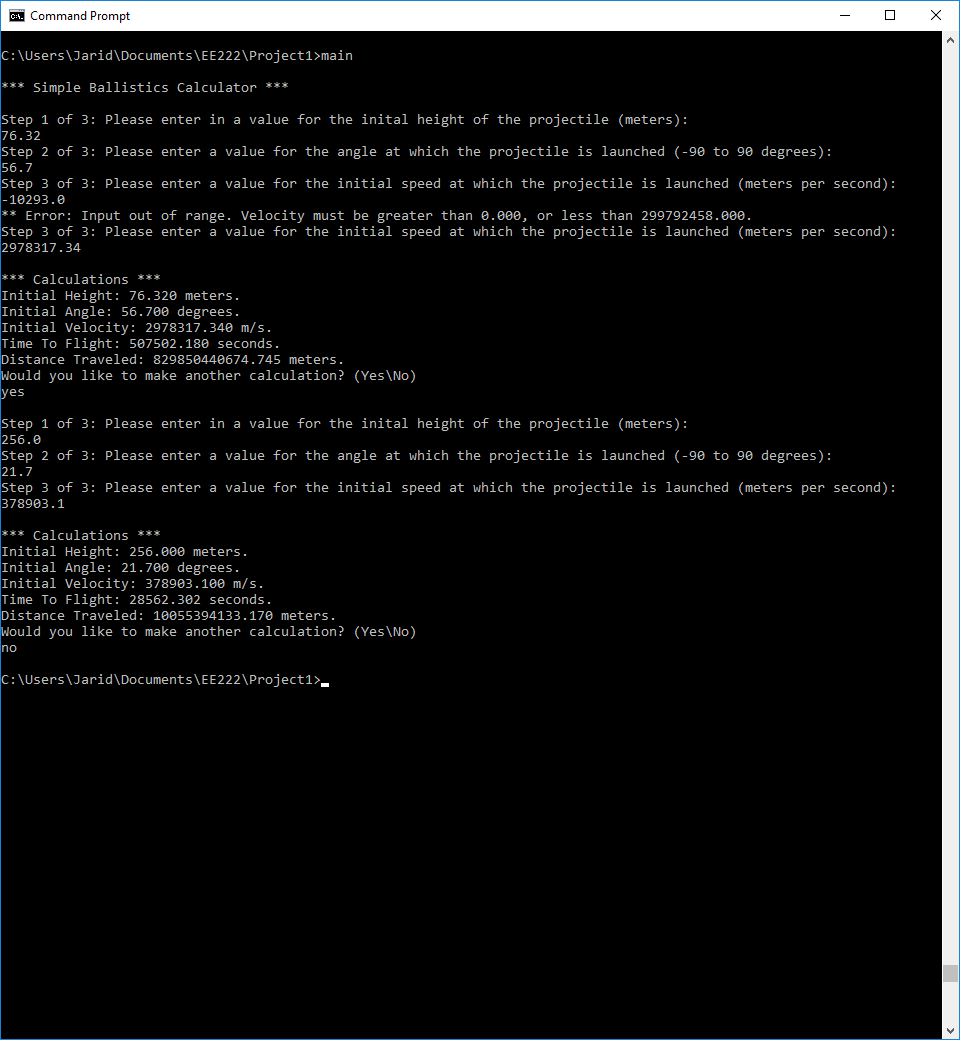 Command Prompt
C:\Users\Jarid\Documents\EE222\Project1>main
*** Simple Ballistics Calculator ***
Step 1 of 3: Please enter in a value for the inital height of the projectile (meters):
76.32
Step 2 of 3: Please enter a value for the angle at which the projectile is launched (-90 to 90 degrees):
56.7
Step 3 of 3: Please enter a value for the initial speed at which the projectile is launched (meters per second):
-10293.0
** Error: Input out of range. Velocity must be greater than 0.000, or less than 299792458.000.
Step 3 of 3: Please enter a value for the initial speed at which the projectile is launched (meters per second):
2978317.34
*** Calculations ***
Initial Height: 76.320 meters.
Initial Angle: 56.700 degrees.
Initial Velocity: 2978317.340 m/s.
Time To Flight: 507502.180 seconds.
Distance Traveled: 829850440674.745 meters.
Would you like to make another calculation? (Yes\No)
yes
Step 1 of 3: Please enter in a value for the inital height of the projectile (meters):
256.0
Step 2 of 3: Please enter a value for the angle at which the projectile is launched (-90 to 90 degrees):
21.7
Step 3 of 3: Please enter a value for the initial speed at which the projectile is launched (meters per second):
378903.1
*** Calculations ***
Initial Height: 256.000 meters.
Initial Angle: 21.700 degrees.
Initial Velocity: 378903.100 m/s.
Time To Flight: 28562.302 seconds.
Distance Traveled: 10055394133.170 meters.
Would you like to make another calculation? (Yes\No)
no
C:\Users\Jarid\Documents\EE222\Project1>